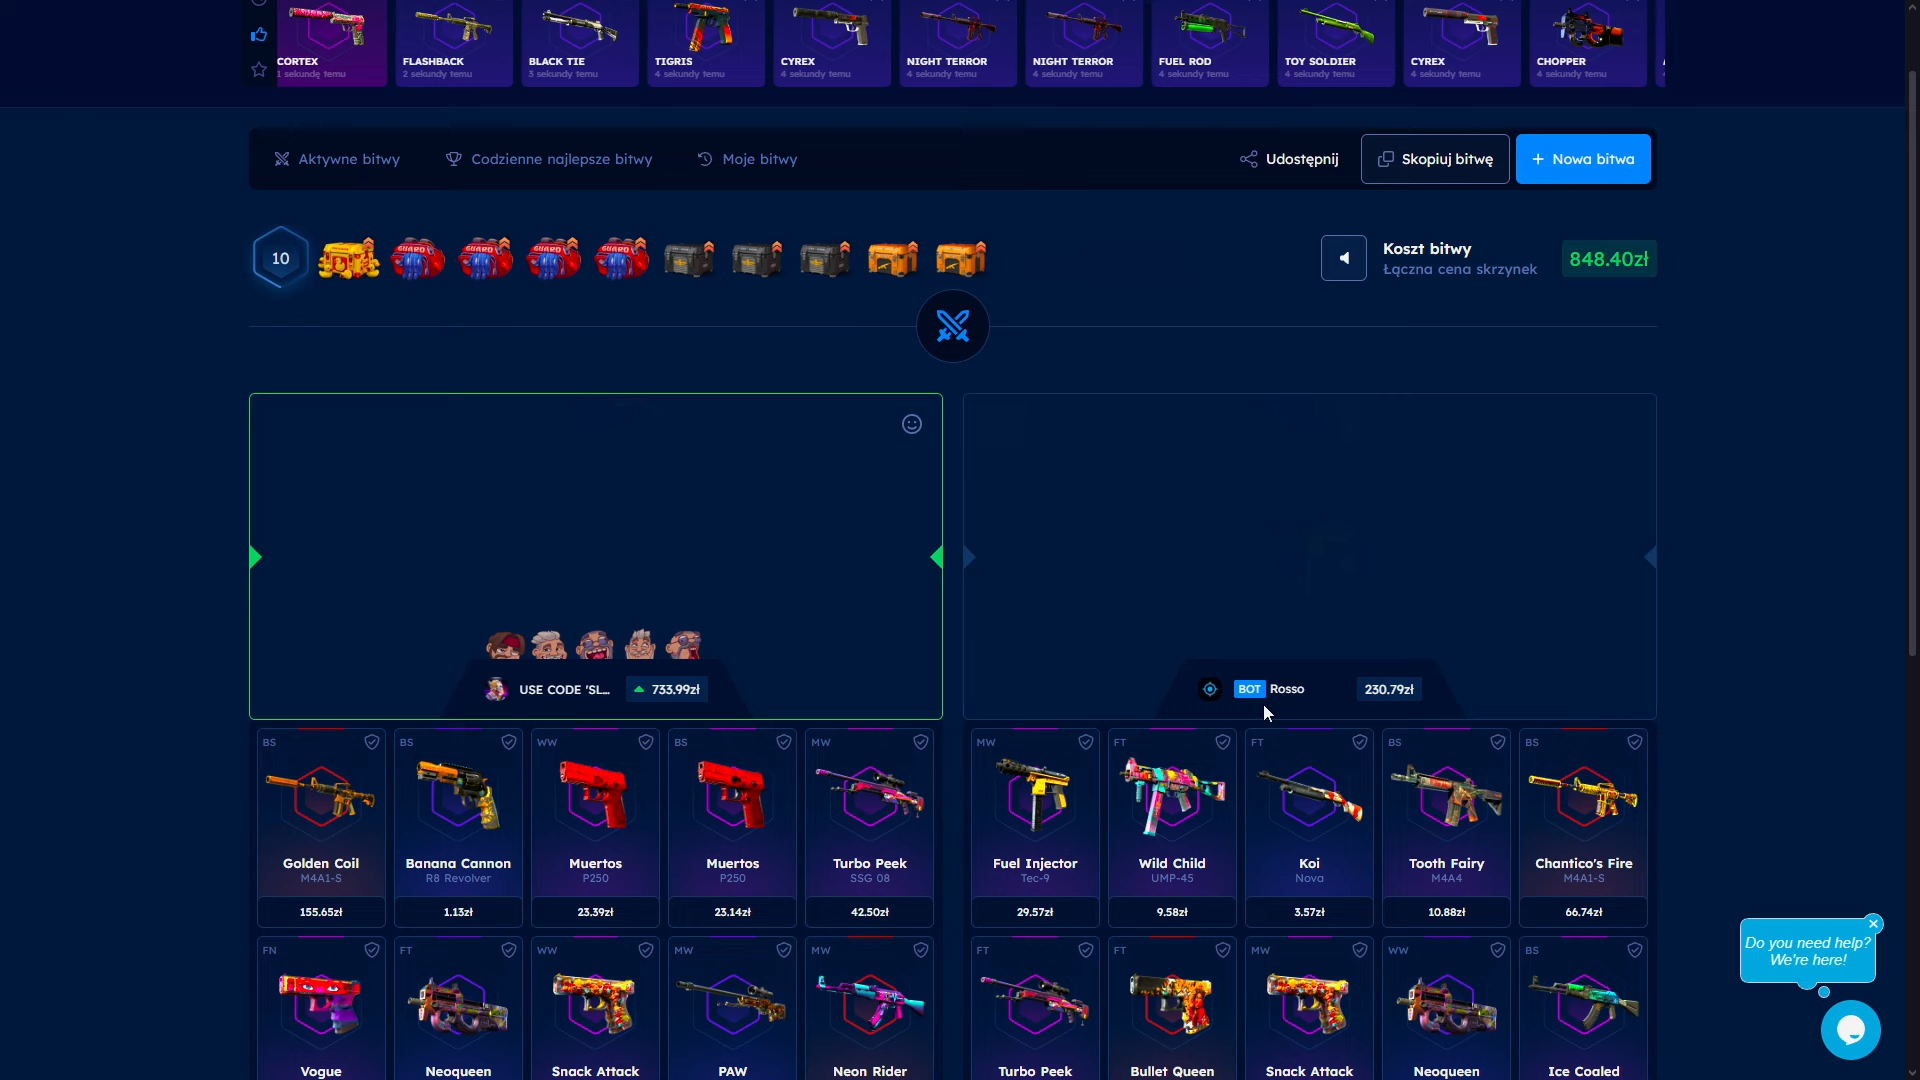 CORTEX
1 sekundę temu
FLASHBACK
2 sekundy temu
BLACK TIE
3 sekundy temu
TIGRIS
4 sekundy temu
CYREX
4 sekundy temu
NIGHT TERROR
4 sekundy temu
NIGHT TERROR
4 sekundy temu
FUEL ROD
4 sekundy temu
TOY SOLDIER
4 sekundy temu
CYREX
4 sekundy temu
CHOPPER
4 sekundy temu
Aktywne bitwy
Codzienne najlepsze bitwy
Moje bitwy
Udostępnij
Skopiuj bitwę
+ Nowa bitwa
10
GUARD
GUARD
GUARD
GUARD
Koszt bitwy
Łączna cena skrzynek
848.40zł
USE CODE 'SL...
733.99zł
BOT Rosso
230.79zł
BS
Golden Coil
M4A1-S
155.65zł
BS
Banana Cannon
R8 Revolver
1.13zł
WW
Muertos
P250
23.39zł
BS
Muertos
P250
23.14zł
MW
Turbo Peek
SSG 08
42.50zł
MW
Fuel Injector
Tec-9
29.57zł
FT
Wild Child
UMP-45
9.58zł
FT
Koi
Nova
3.57zł
BS
Tooth Fairy
M4A4
10.88zł
BS
Chantico's Fire
M4A1-S
66.74zł
FN
Vogue
FT
Neoqueen
WW
Snack Attack
MW
PAW
MW
Neon Rider
FT
Turbo Peek
FT
Bullet Queen
MW
Snack Attack
WW
Neoqueen
BS
Ice Coaled
Do you need help?
We're here!